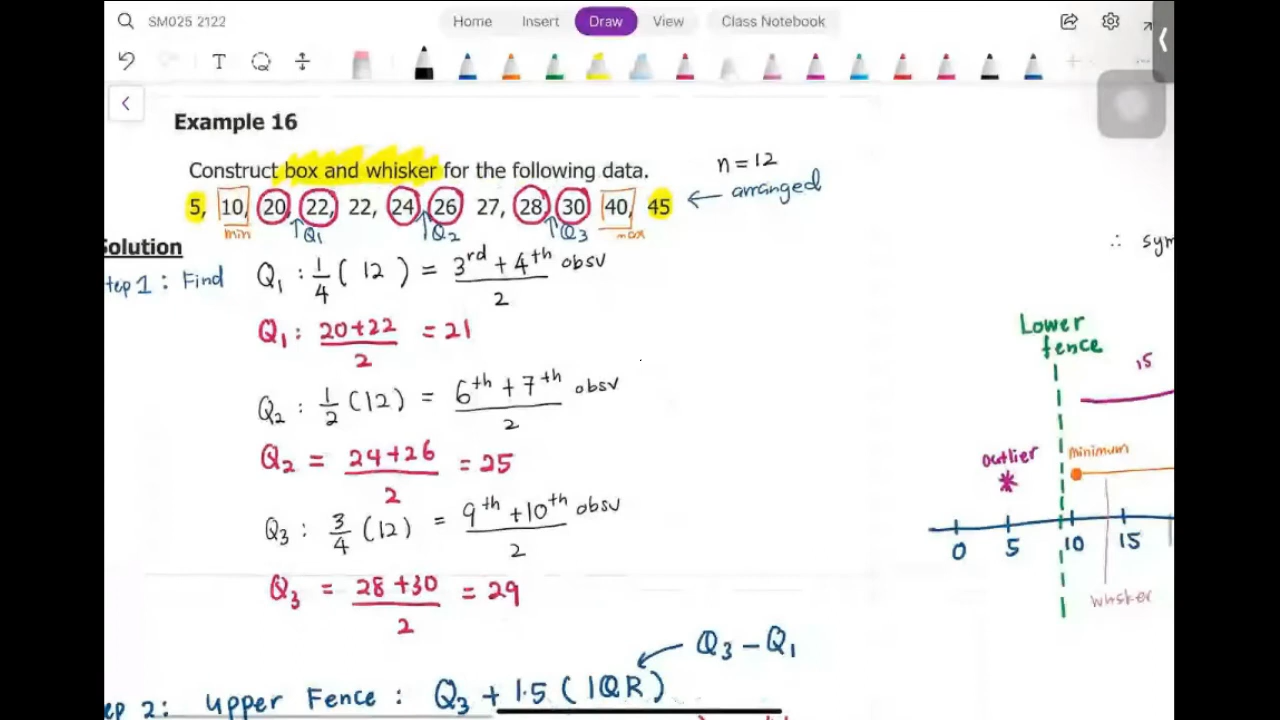 SM025 2122
Home Insert Draw View Class Notebook
Example 16
Construct box and whisker for the following data.
n = 12
5, 10, 20, 22, 22, 24, 26, 27, 28, 30, 40, 45
← arranged
min ↑Q1 ↑Q2 ↑Q3 max
Solution
tep 1 : Find
Q1 : 1/4 ( 12 ) = 3rd + 4th obsv / 2
Q1 : 20+22 / 2 = 21
Q2 : 1/2 (12) = 6th + 7th obsv / 2
Q2 = 24+26 / 2 = 25
Q3 : 3/4 (12) = 9th + 10th obsv / 2
Q3 = 28+30 / 2 = 29
Q3 - Q1
ep 2: Upper Fence : Q3 + 1.5 ( IQR )
∴ sym
Lower fence
15
outlier
minimum
0 5 10 15
whisker